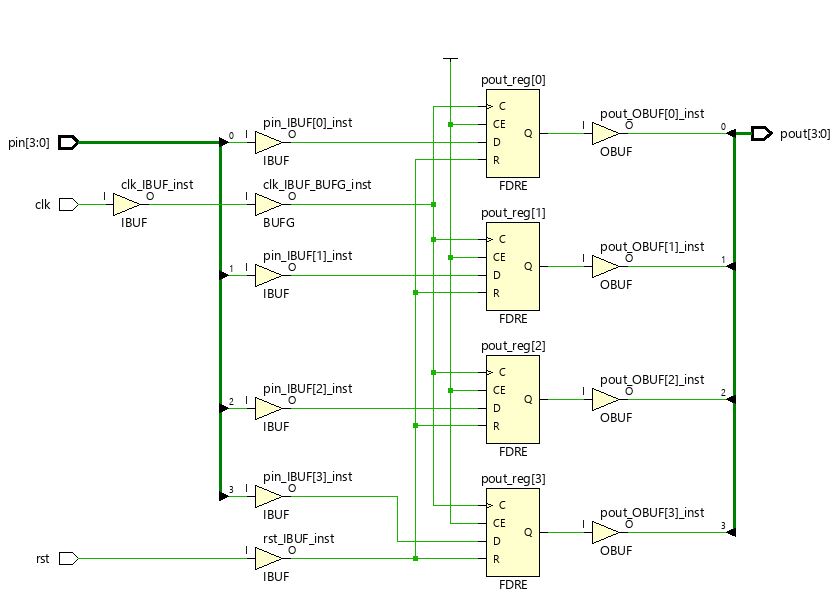 pout_reg[0]
pin_IBUF[0]_inst
pout_OBUF[0]_inst
C
CE
D
R
Q
FDRE
pin[3:0]
0
I
O
IBUF
I
O
OBUF
0
pout[3:0]
clk_IBUF_inst
clk_IBUF_BUFG_inst
clk
I
O
IBUF
I
O
BUFG
pout_reg[1]
pin_IBUF[1]_inst
pout_OBUF[1]_inst
C
CE
D
R
Q
FDRE
1
I
O
IBUF
I
O
OBUF
1
pout_reg[2]
pin_IBUF[2]_inst
pout_OBUF[2]_inst
C
CE
D
R
Q
FDRE
2
I
O
IBUF
I
O
OBUF
2
pout_reg[3]
pin_IBUF[3]_inst
pout_OBUF[3]_inst
C
CE
D
R
Q
FDRE
3
I
O
IBUF
I
O
OBUF
3
rst_IBUF_inst
rst
I
O
IBUF